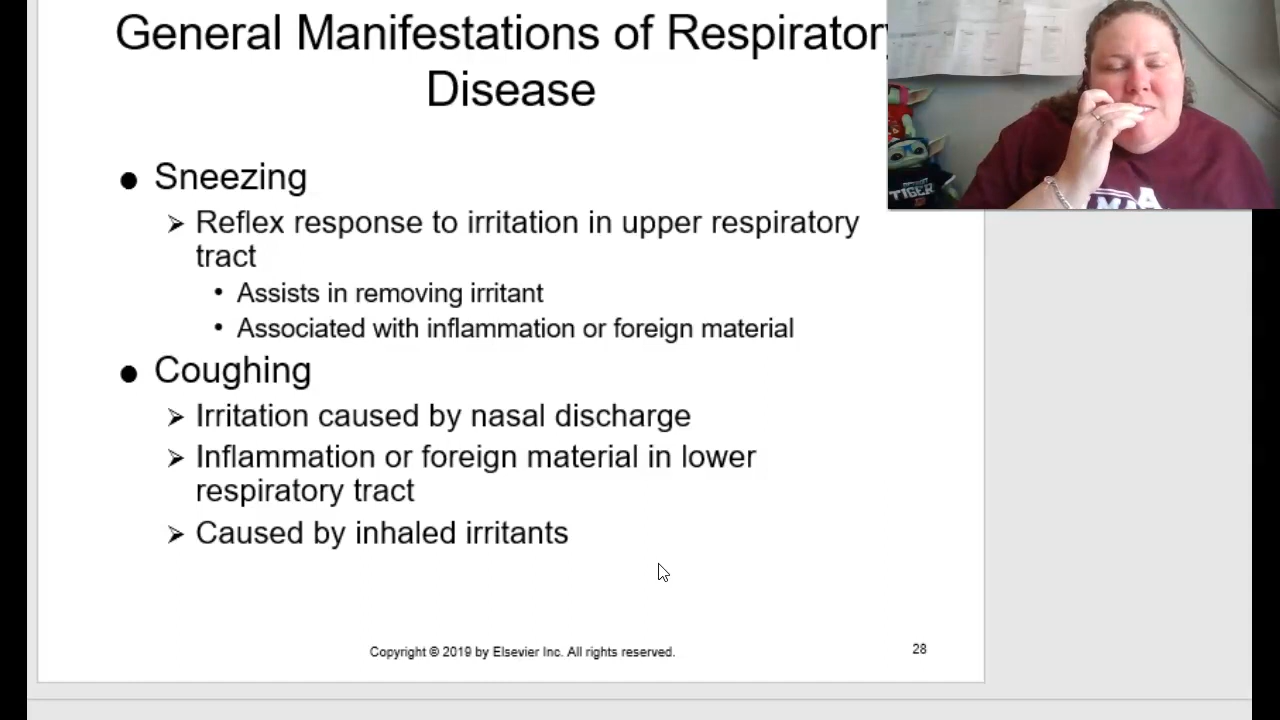 General Manifestations of Respiratory
Disease
● Sneezing
➢ Reflex response to irritation in upper respiratory
tract
• Assists in removing irritant
• Associated with inflammation or foreign material
● Coughing
➢ Irritation caused by nasal discharge
➢ Inflammation or foreign material in lower
respiratory tract
➢ Caused by inhaled irritants
Copyright © 2019 by Elsevier Inc. All rights reserved.
28
TIGER